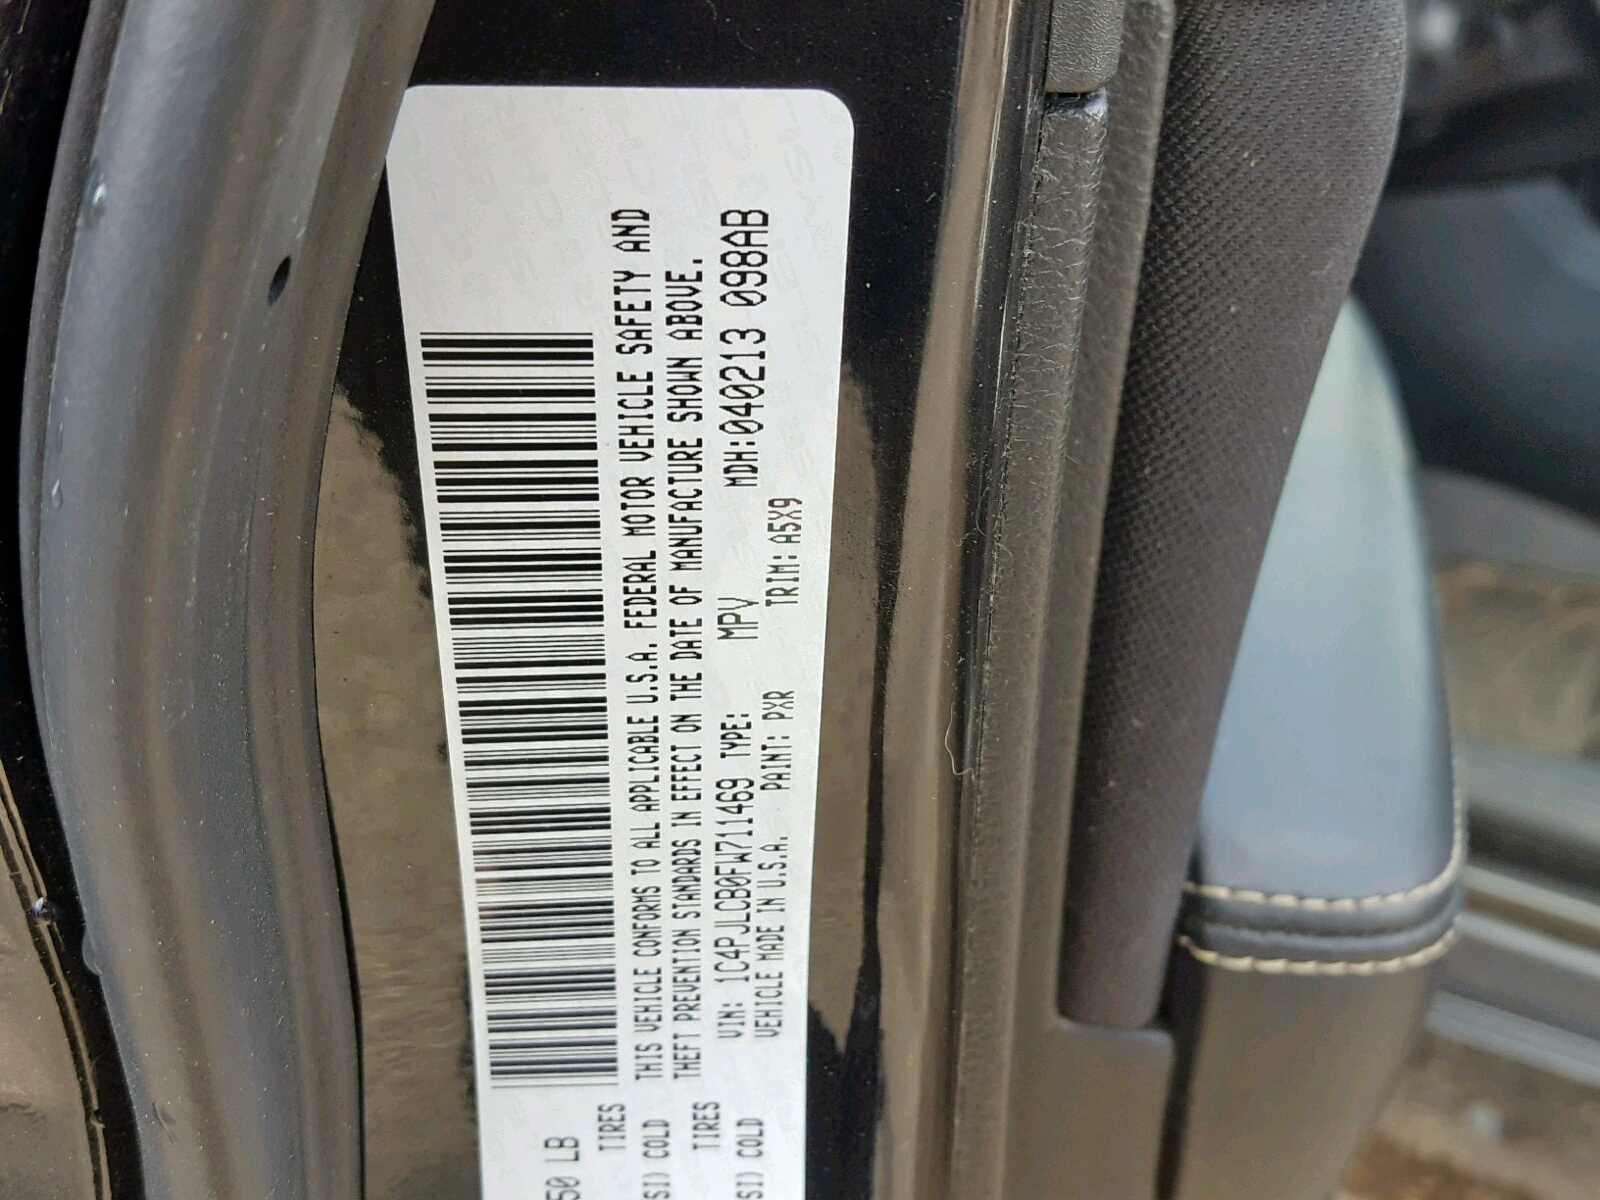 50 LB
TIRES
SI) COLD
TIRES
SI) COLD
THIS VEHICLE CONFORMS TO ALL APPLICABLE U.S.A. FEDERAL MOTOR VEHICLE SAFETY AND
THEFT PREVENTION STANDARDS IN EFFECT ON THE DATE OF MANUFACTURE SHOWN ABOVE.
VIN: 1C4PJLCB0FW711469 TYPE: MPV MDH:040213 098AB
VEHICLE MADE IN U.S.A. PAINT: PXR TRIM: A5X9